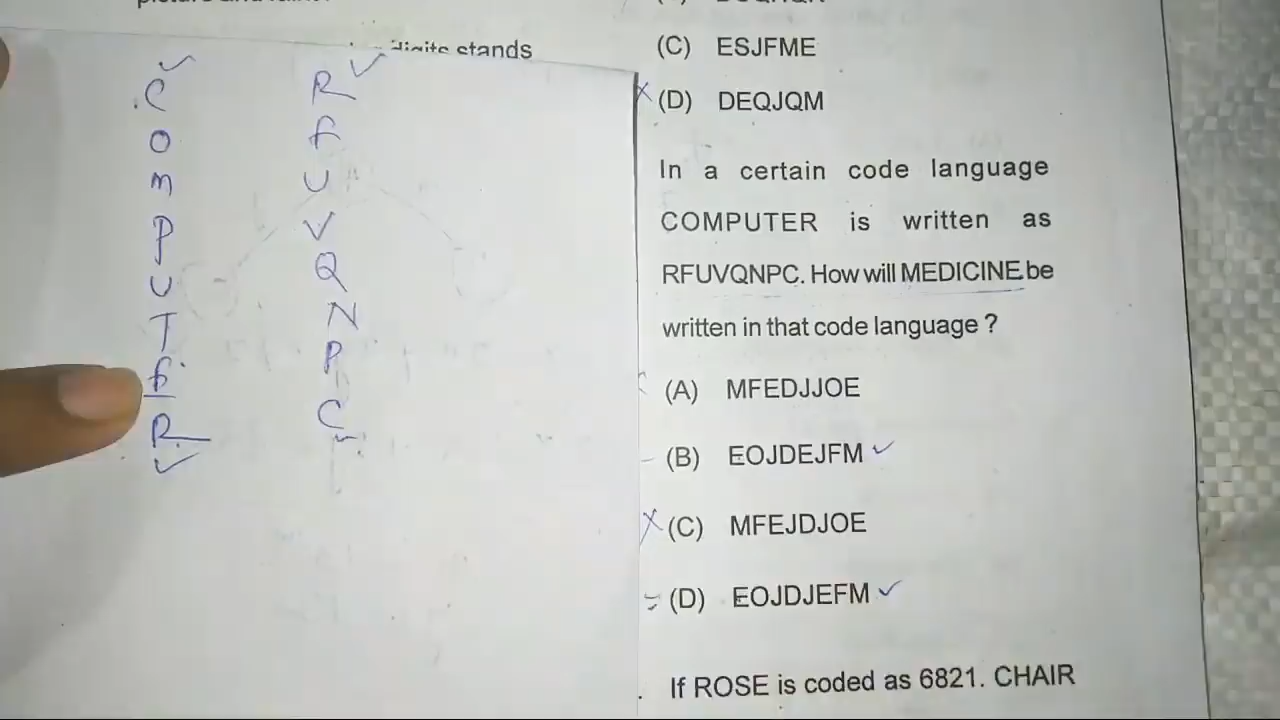 digits stands
C
O
M
P
U
T
E
R
R
F
U
V
Q
N
P
C
(C) ESJFME
(D) DEQJQM
In a certain code language
COMPUTER is written as
RFUVQNPC. How will MEDICINE be
written in that code language ?
(A) MFEDJJOE
(B) EOJDEJFM
(C) MFEJDJOE
(D) EOJDJEFM
If ROSE is coded as 6821. CHAIR